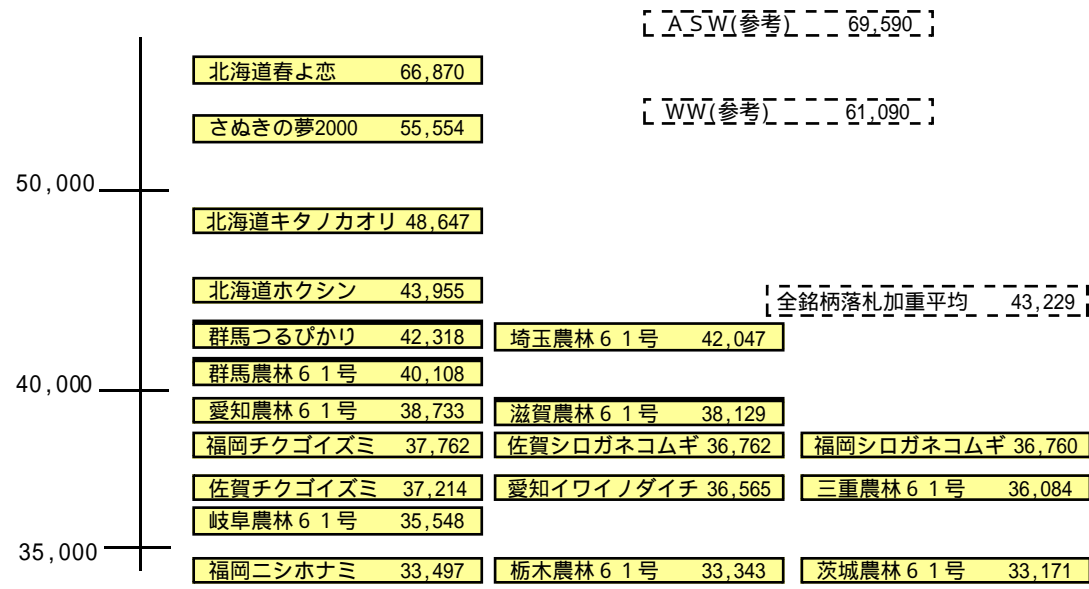 ＡＳＷ(参考) 69,590
北海道春よ恋 66,870
ＷＷ(参考) 61,090
さぬきの夢2000 55,554
50,000
北海道キタノカオリ 48,647
北海道ホクシン 43,955
全銘柄落札加重平均 43,229
群馬つるぴかり 42,318 埼玉農林６１号 42,047
群馬農林６１号 40,108
40,000
愛知農林６１号 38,733 滋賀農林６１号 38,129
福岡チクゴイズミ 37,762 佐賀シロガネコムギ 36,762 福岡シロガネコムギ 36,760
佐賀チクゴイズミ 37,214 愛知イワイノダイチ 36,565 三重農林６１号 36,084
岐阜農林６１号 35,548
35,000
福岡ニシホナミ 33,497 栃木農林６１号 33,343 茨城農林６１号 33,171